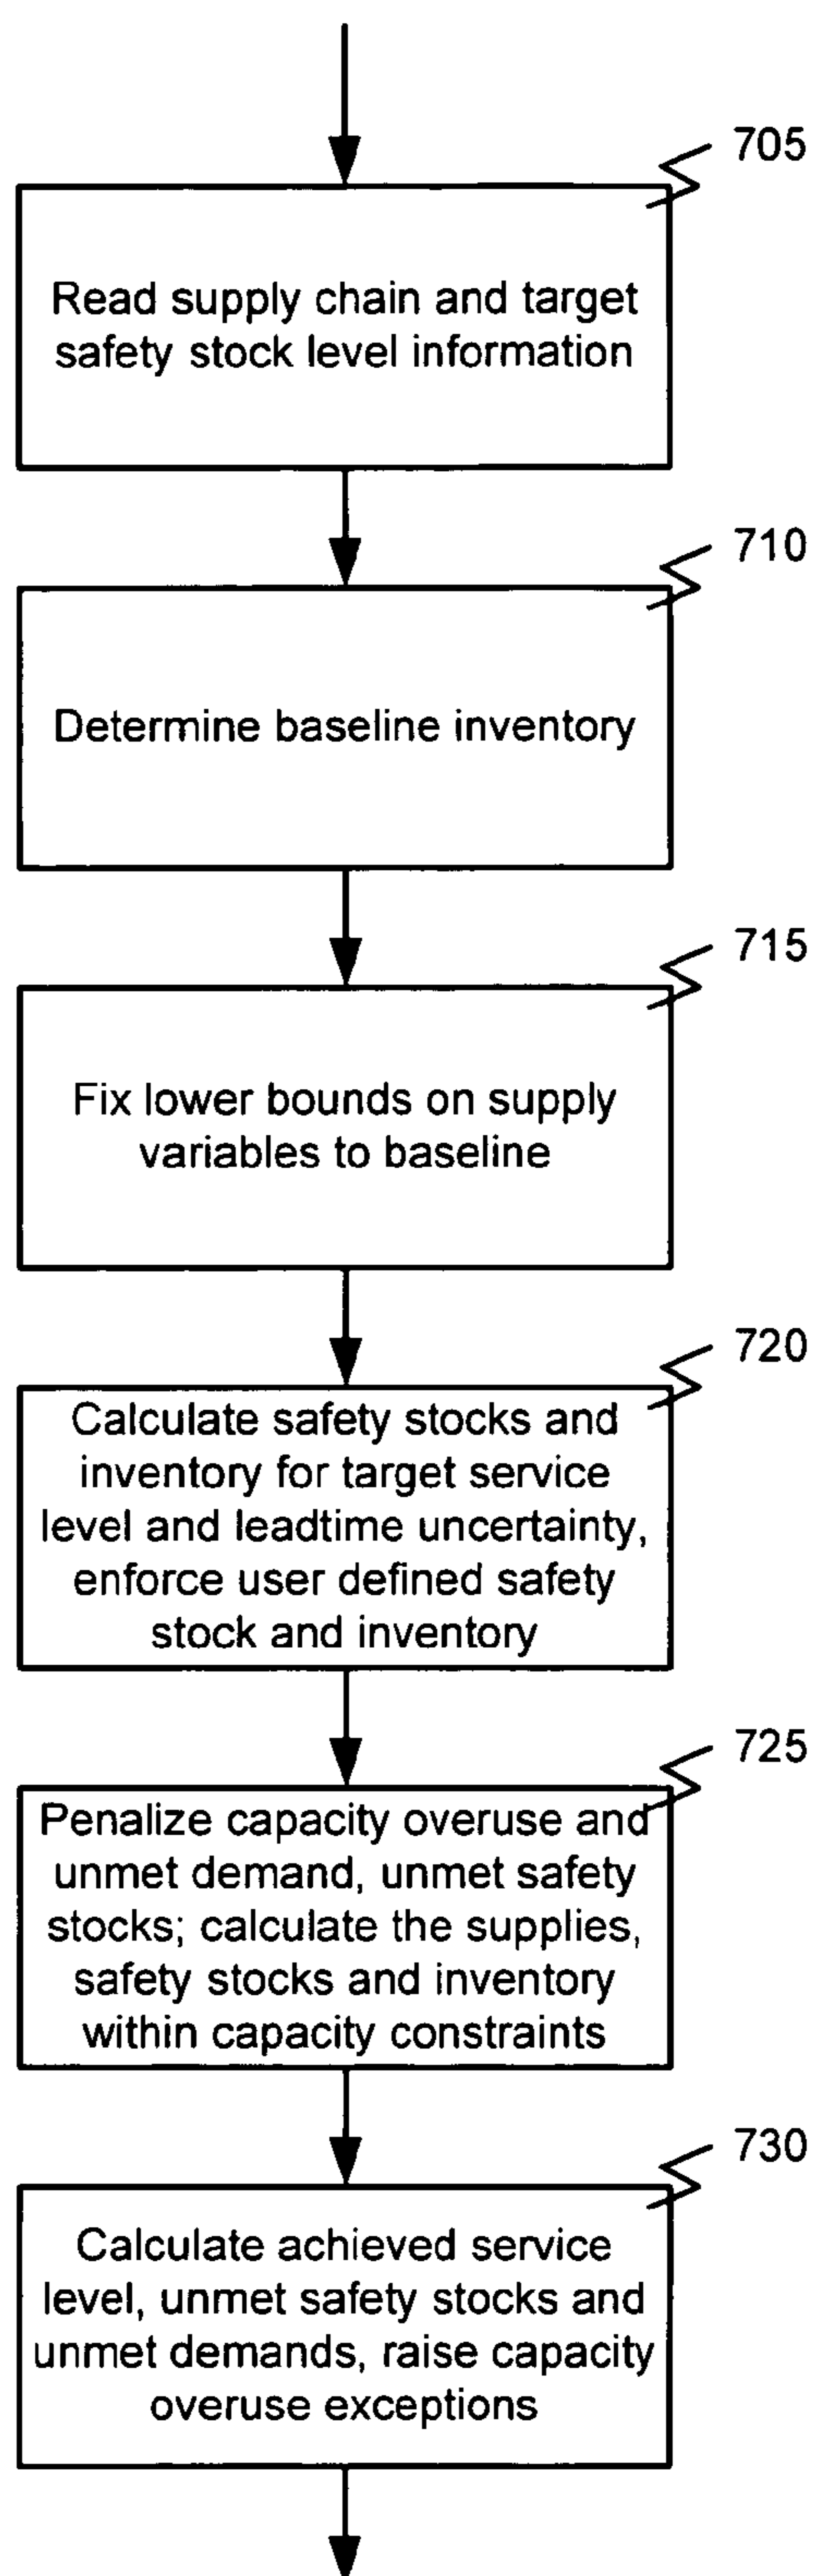 705
Read supply chain and target
safety stock level information
710
Determine baseline inventory
715
Fix lower bounds on supply
variables to baseline
720
Calculate safety stocks and
inventory for target service
level and leadtime uncertainty,
enforce user defined safety
stock and inventory
725
Penalize capacity overuse and
unmet demand, unmet safety
stocks; calculate the supplies,
safety stocks and inventory
within capacity constraints
730
Calculate achieved service
level, unmet safety stocks and
unmet demands, raise capacity
overuse exceptions